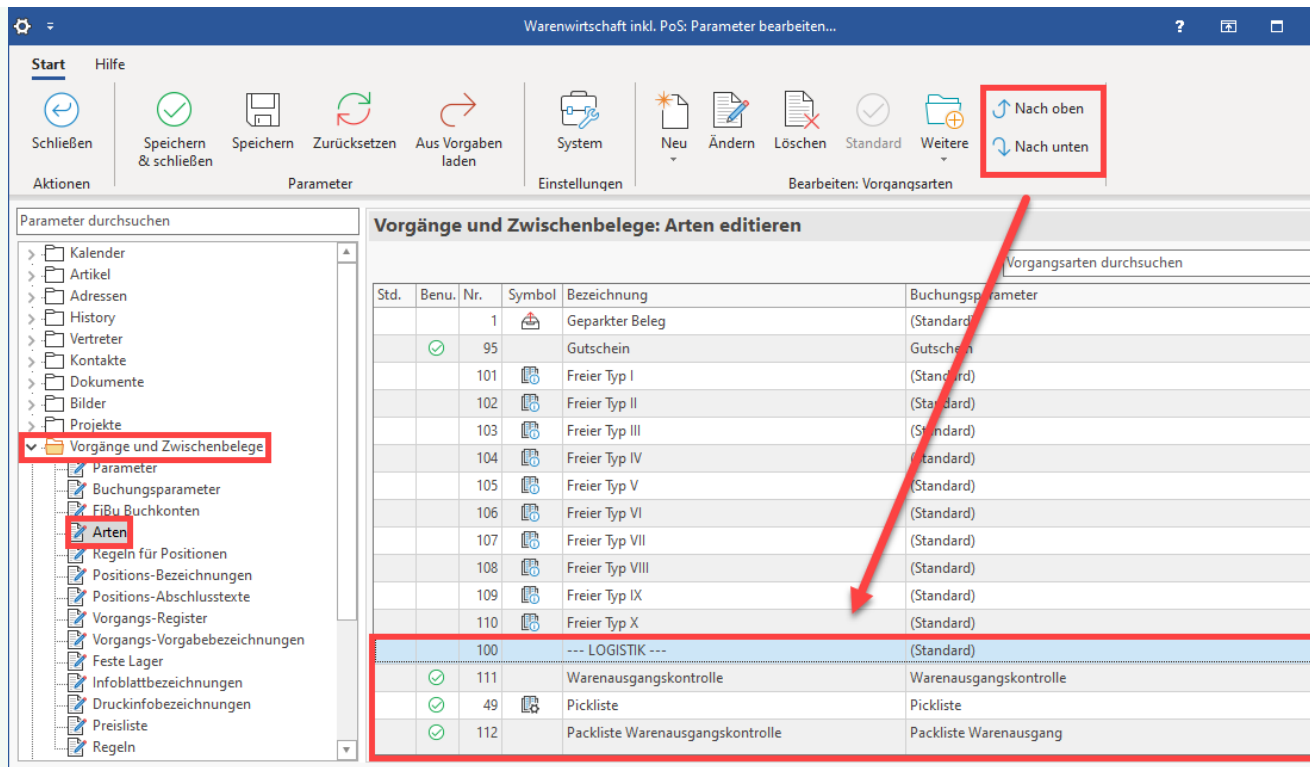 Warenwirtschaft inkl. PoS: Parameter bearbeiten...
?
Start Hilfe
Schließen
Speichern
& schließen
Speichern
Zurücksetzen
Aus Vorgaben
laden
System
Neu
Ändern
Löschen
Standard
Weitere
Nach oben
Nach unten
Aktionen
Parameter
Einstellungen
Bearbeiten: Vorgangsarten
Parameter durchsuchen
Kalender
Artikel
Adressen
History
Vertreter
Kontakte
Dokumente
Bilder
Projekte
Vorgänge und Zwischenbelege
Parameter
Buchungsparameter
FiBu Buchkonten
Arten
Regeln für Positionen
Positions-Bezeichnungen
Positions-Abschlusstexte
Vorgangs-Register
Vorgangs-Vorgabebezeichnungen
Feste Lager
Infoblattbezeichnungen
Druckinfobezeichnungen
Preisliste
Regeln
Vorgänge und Zwischenbelege: Arten editieren
Vorgangsarten durchsuchen
Std. Benu. Nr. Symbol Bezeichnung Buchungsparameter
1 Geparkter Beleg (Standard)
95 Gutschein Gutschein
101 Freier Typ I (Standard)
102 Freier Typ II (Standard)
103 Freier Typ III (Standard)
104 Freier Typ IV (Standard)
105 Freier Typ V (Standard)
106 Freier Typ VI (Standard)
107 Freier Typ VII (Standard)
108 Freier Typ VIII (Standard)
109 Freier Typ IX (Standard)
110 Freier Typ X (Standard)
100 --- LOGISTIK --- (Standard)
111 Warenausgangskontrolle Warenausgangskontrolle
49 Pickliste Pickliste
112 Packliste Warenausgangskontrolle Packliste Warenausgang